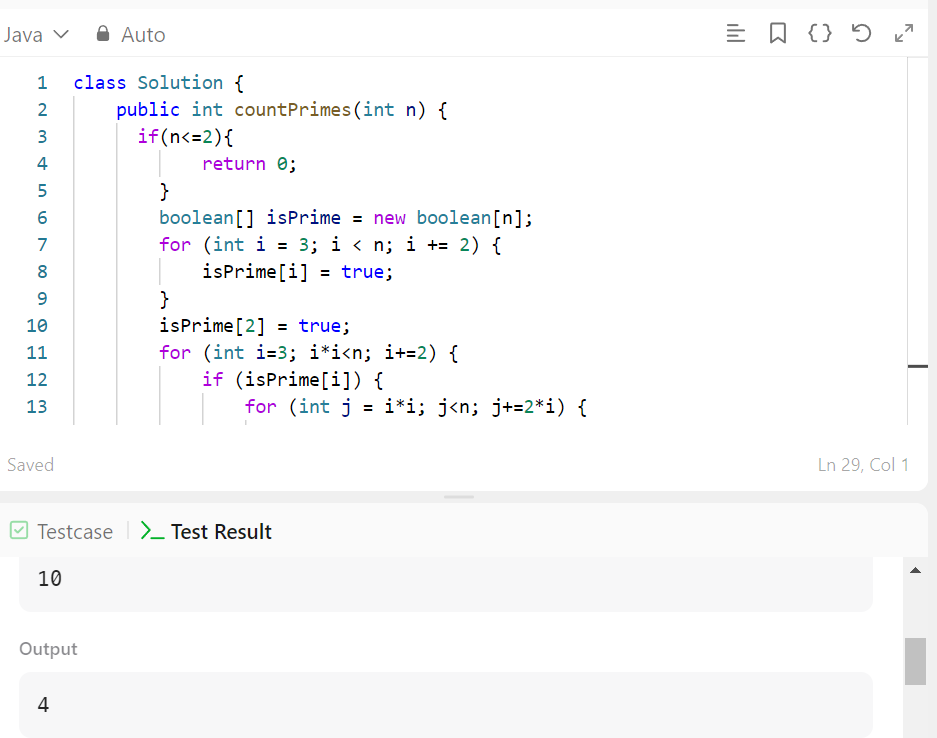 Java Auto
1 class Solution {
2 public int countPrimes(int n) {
3 if(n<=2){
4 return 0;
5 }
6 boolean[] isPrime = new boolean[n];
7 for (int i = 3; i < n; i += 2) {
8 isPrime[i] = true;
9 }
10 isPrime[2] = true;
11 for (int i=3; i*i<n; i+=2) {
12 if (isPrime[i]) {
13 for (int j = i*i; j<n; j+=2*i) {
Saved Ln 29, Col 1
Testcase >_ Test Result
10
Output
4